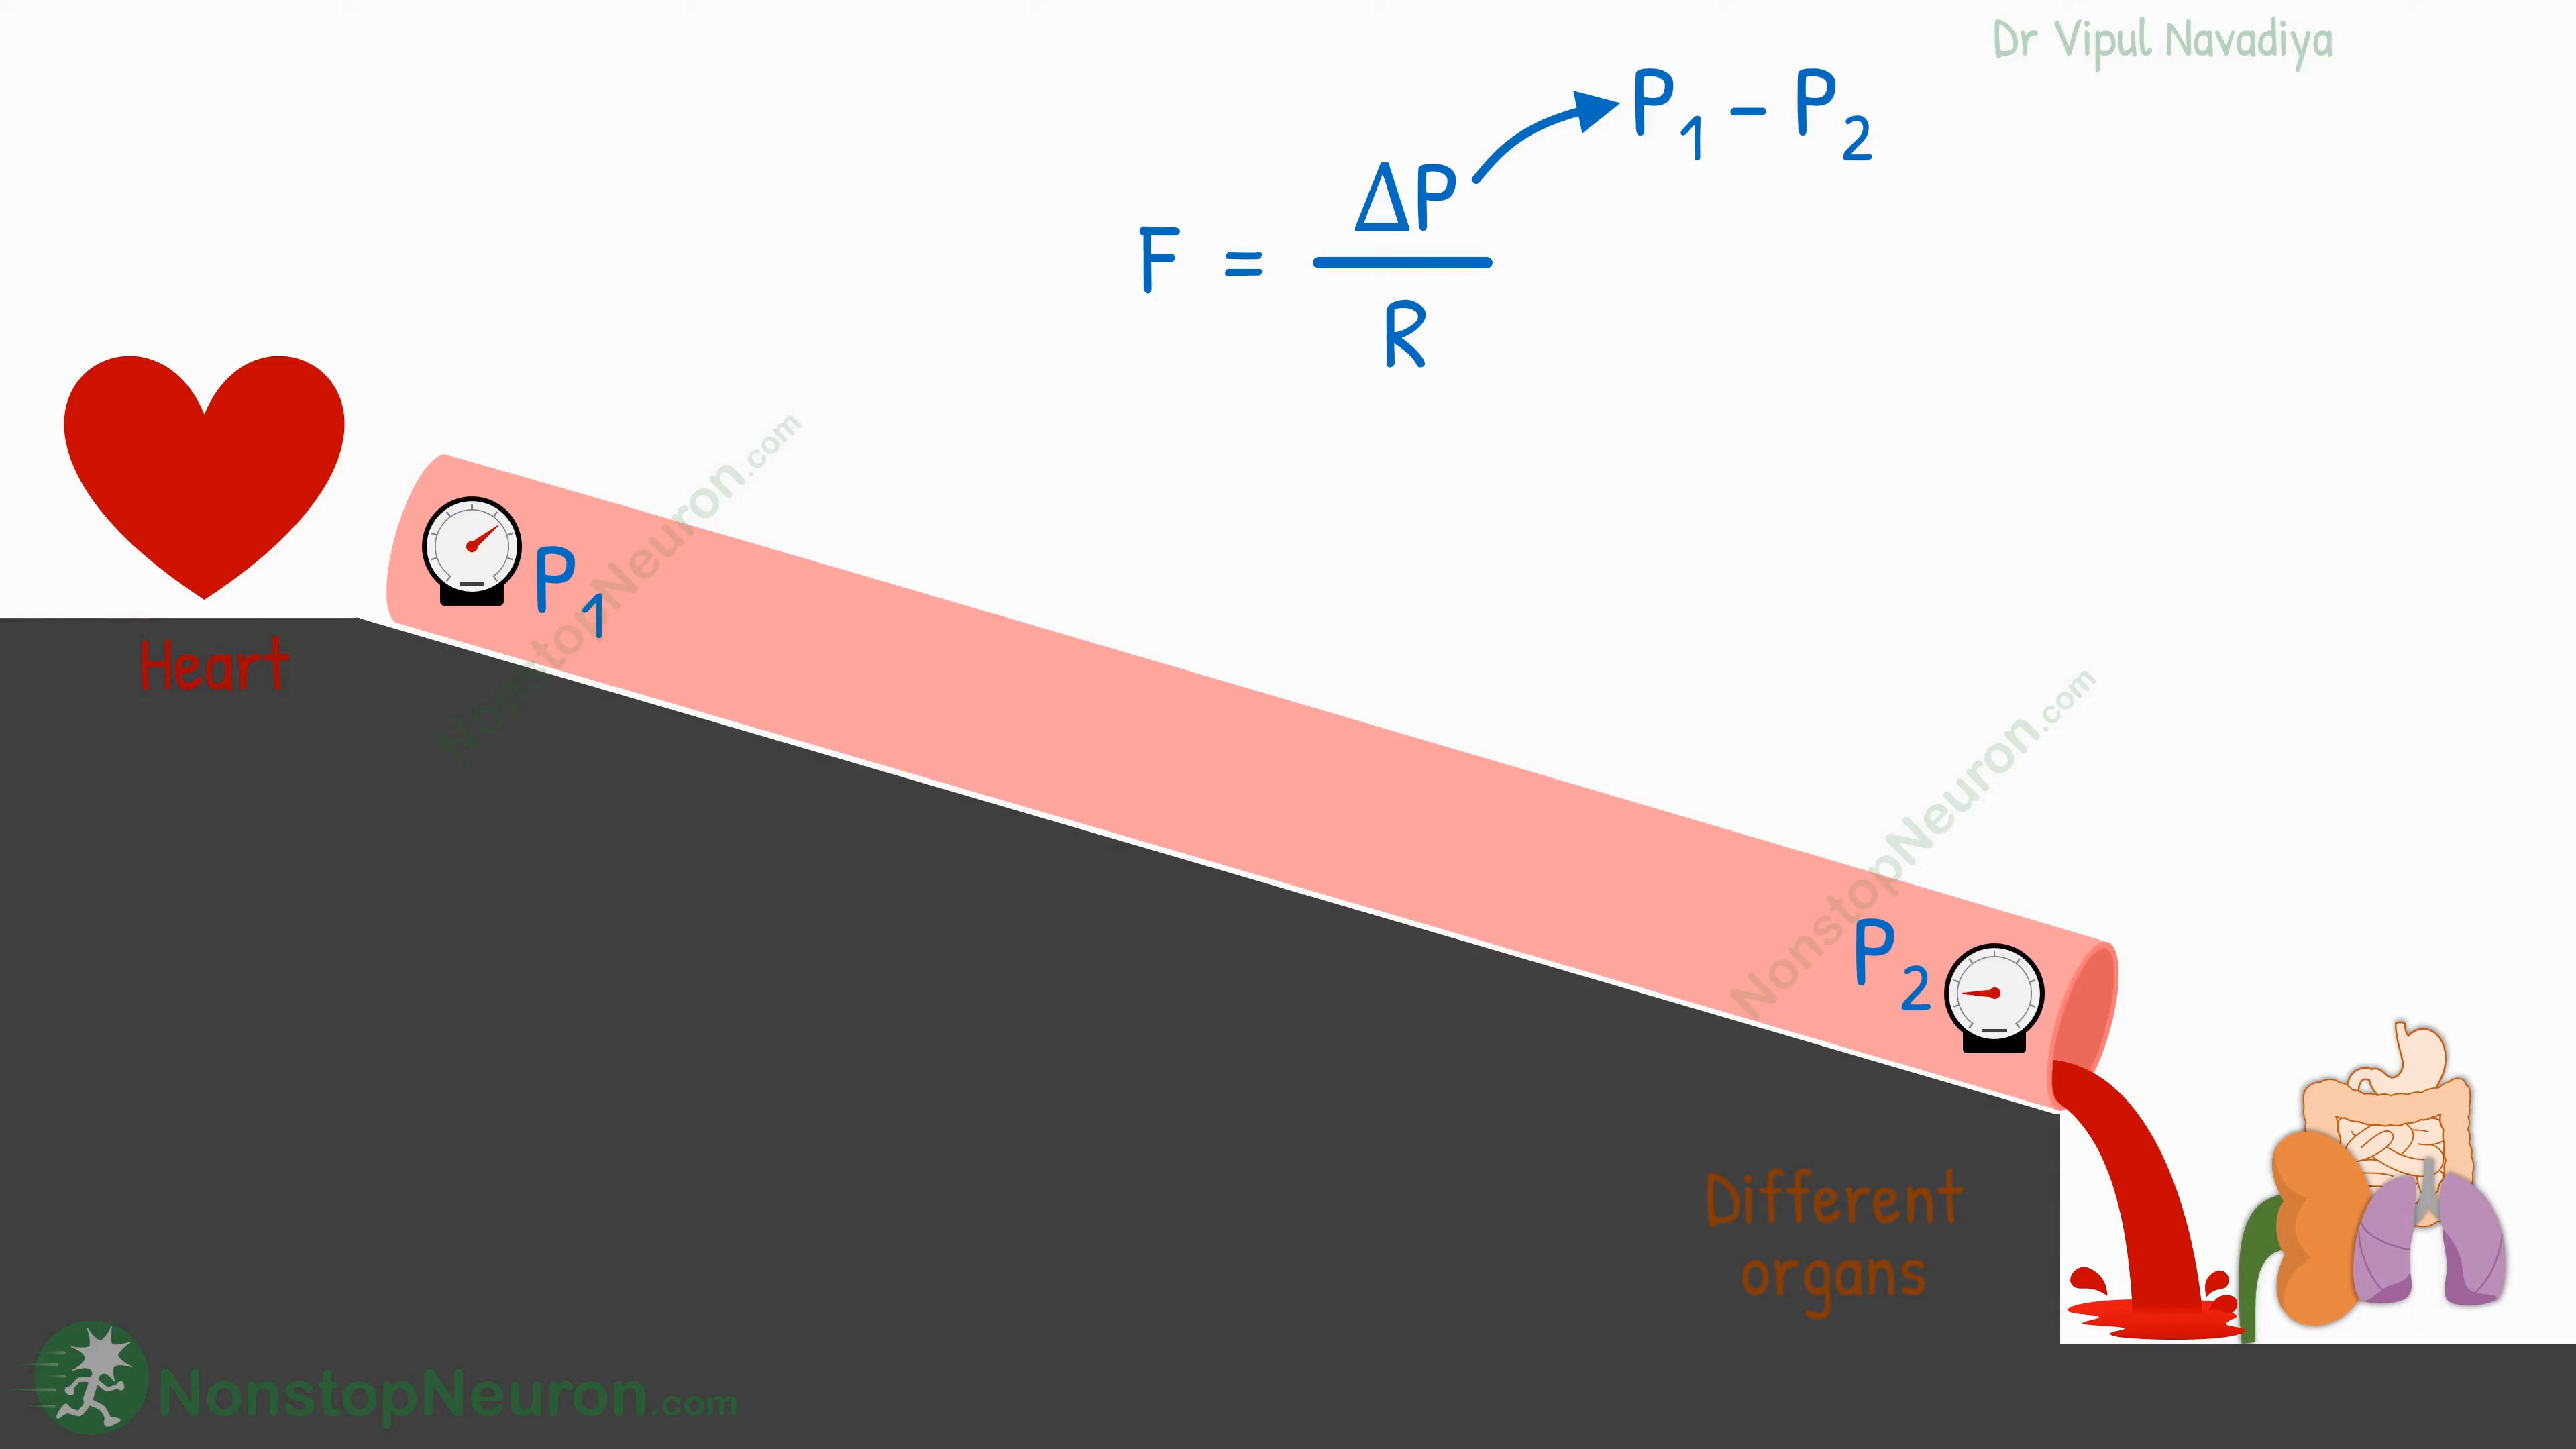 Dr Vipul Navadiya
P1 - P2
ΔP
F =
R
P1
Heart
NonstopNeuron.com
NonstopNeuron.com
P2
Different
organs
NonstopNeuron.com